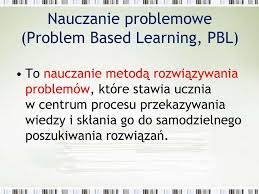 Nauczanie problemowe
(Problem Based Learning, PBL)
• To nauczanie metodą rozwiązywania
problemów, które stawia ucznia
w centrum procesu przekazywania
wiedzy i skłania go do samodzielnego
poszukiwania rozwiązań.